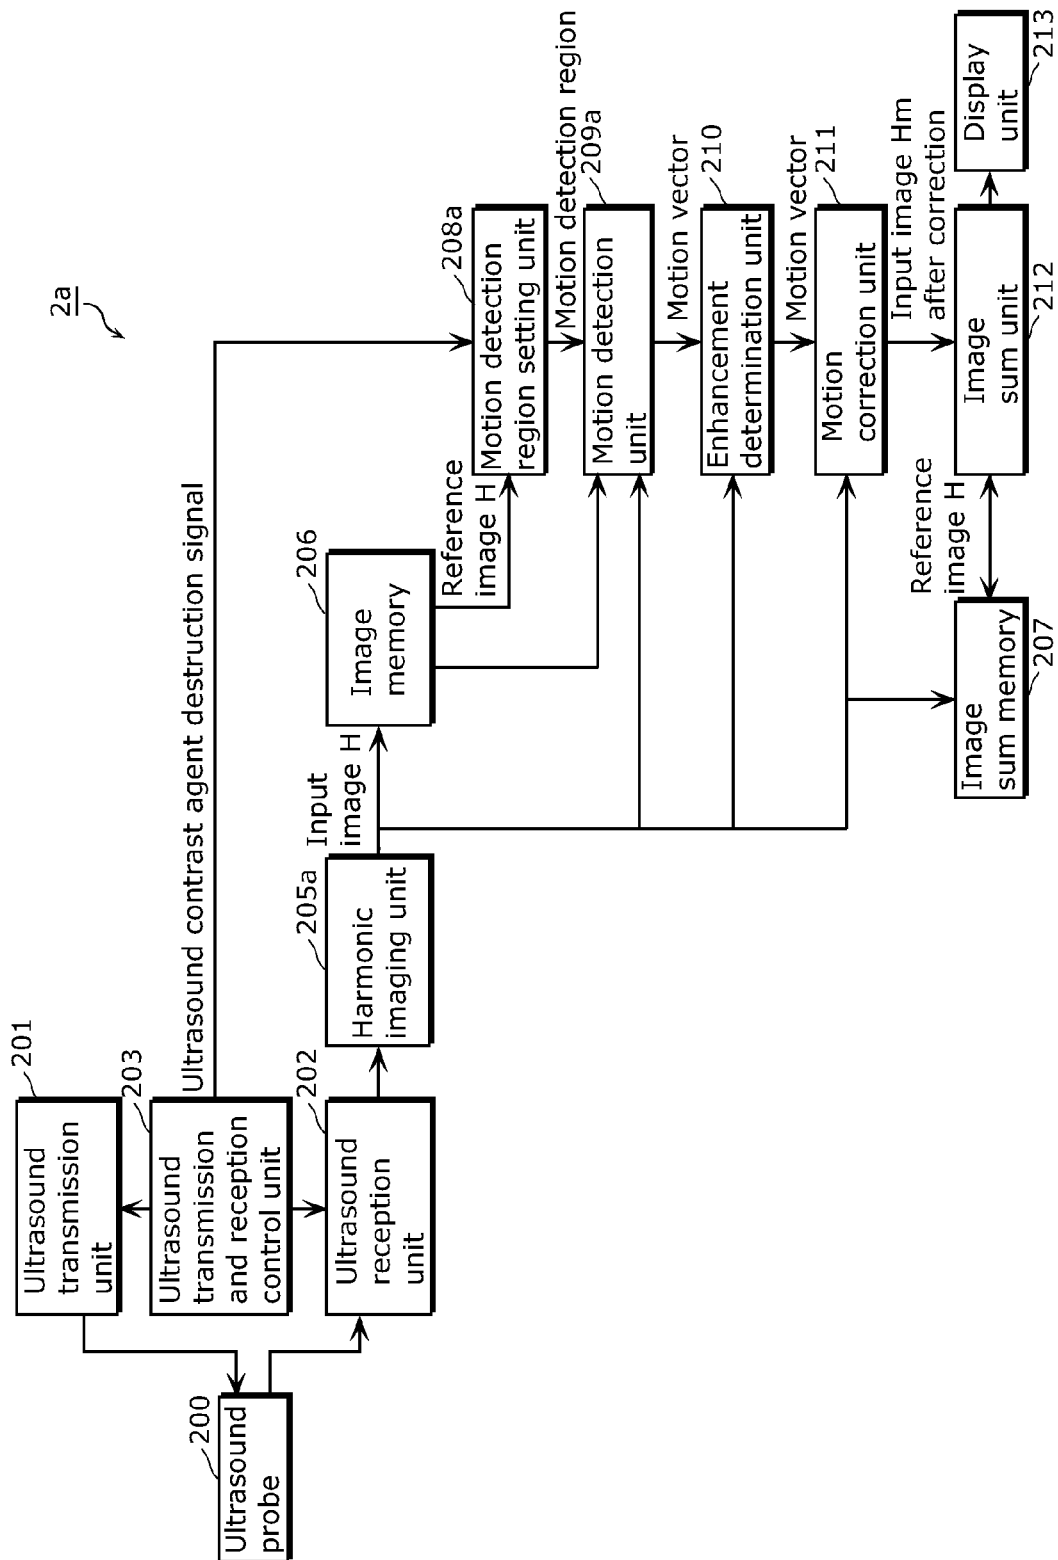 2a
201
Ultrasound
transmission
unit
203
Ultrasound
transmission
and reception
control unit
Ultrasound contrast agent destruction signal
200
Ultrasound
probe
202
Ultrasound
reception
unit
205a
Harmonic
imaging unit
Input
image H
206
Image
memory
Reference
image H
208a
Motion detection
region setting unit
Motion detection region
209a
Motion detection
unit
Motion vector
210
Enhancement
determination unit
Motion vector
211
Motion
correction unit
Input image Hm
after correction
Image
sum memory
207
Reference
image H
Image
sum unit
212
Display
unit
213